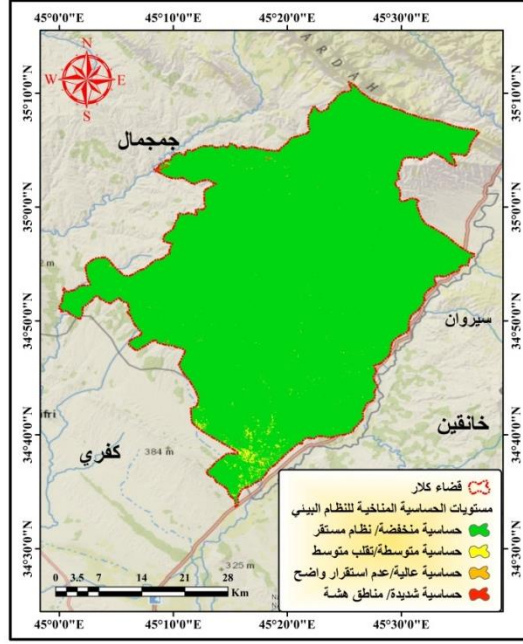 45°0'0"E 45°10'0"E 45°20'0"E 45°30'0"E
35°10'0"N
35°0'0"N
34°50'0"N
34°40'0"N
34°30'0"N
35°10'0"N
35°0'0"N
34°50'0"N
34°40'0"N
34°30'0"N
N
W E
S
ARDAH
جمجمال
سيروان
خانقين
ifri
كفري
384 m
325 m
قضاء كلار
مستويات الحساسية المناخية للنظام البيئي
حساسية منخفضة/ نظام مستقر
حساسية متوسطة/تقلب متوسط
حساسية عالية/عدم استقرار واضح
حساسية شديدة/ مناطق هشة
0 3.5 7 14 21 28
Km
45°0'0"E 45°10'0"E 45°20'0"E 45°30'0"E